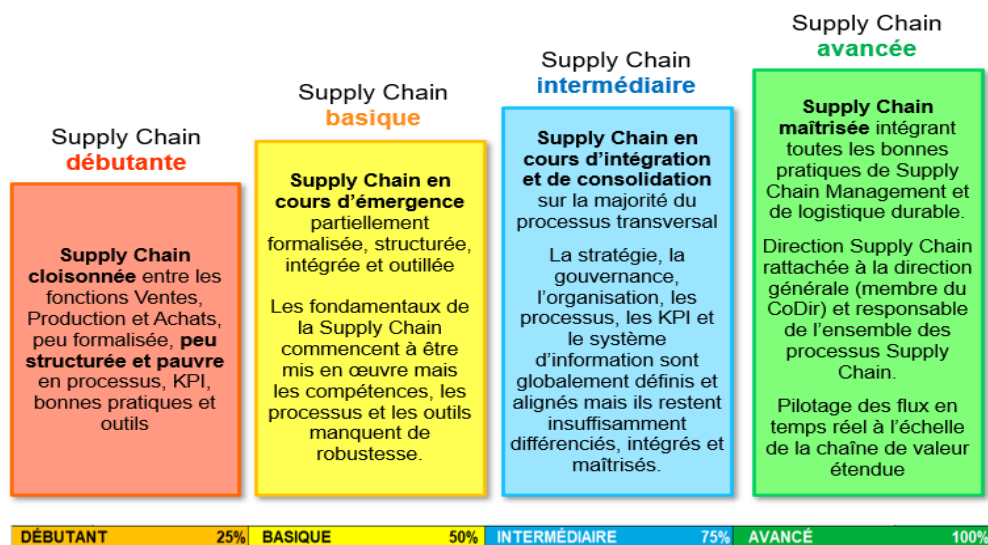 Supply Chain
débutante
Supply Chain
cloisonnée entre les
fonctions Ventes,
Production et Achats,
peu formalisée, peu
structurée et pauvre
en processus, KPI,
bonnes pratiques et
outils
Supply Chain
basique
Supply Chain en
cours d’émergence
partiellement
formalisée, structurée,
intégrée et outillée
Les fondamentaux de
la Supply Chain
commencent à être
mis en œuvre mais
les compétences, les
processus et les outils
manquent de
robustesse.
Supply Chain
intermédiaire
Supply Chain en
cours d’intégration
et de consolidation
sur la majorité du
processus transversal
La stratégie, la
gouvernance,
l’organisation, les
processus, les KPI et
le système
d’information sont
globalement définis et
alignés mais ils restent
insuffisamment
différenciés, intégrés et
maîtrisés.
Supply Chain
avancée
Supply Chain
maîtrisée intégrant
toutes les bonnes
pratiques de Supply
Chain Management et
de logistique durable.
Direction Supply Chain
rattachée à la direction
générale (membre du
CoDir) et responsable
de l’ensemble des
processus Supply
Chain.
Pilotage des flux en
temps réel à l’échelle
de la chaîne de valeur
étendue
DÉBUTANT 25% BASIQUE 50% INTERMÉDIAIRE 75% AVANCÉ 100%